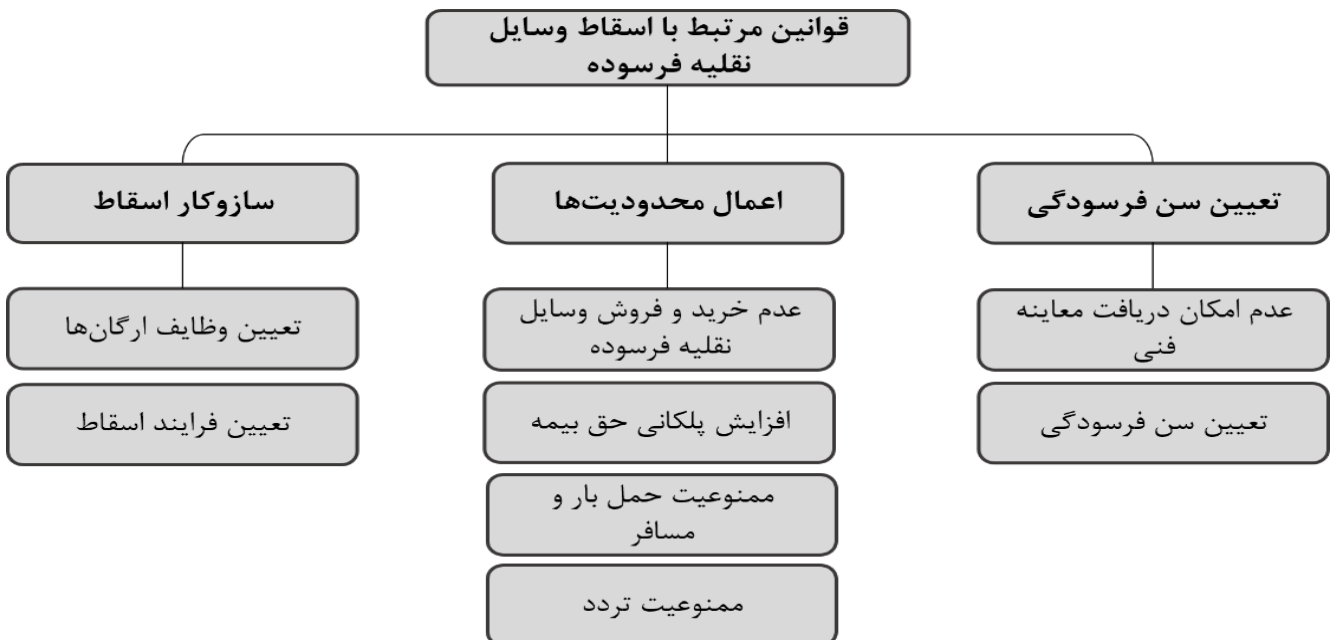 قوانین مرتبط با اسقاط وسایل
نقلیه فرسوده
تعیین سن فرسودگی
اعمال محدودیت‌ها
سازوکار اسقاط
عدم امکان دریافت معاینه
فنی
تعیین سن فرسودگی
عدم خرید و فروش وسایل
نقلیه فرسوده
افزایش پلکانی حق بیمه
ممنوعیت حمل بار و
مسافر
ممنوعیت تردد
تعیین وظایف ارگان‌ها
تعیین فرایند اسقاط